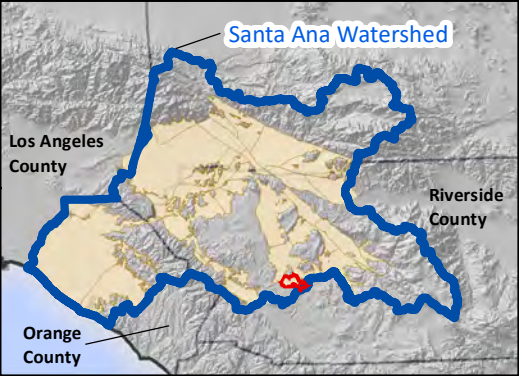 Santa Ana Watershed
Los Angeles
County
Riverside
County
Orange
County